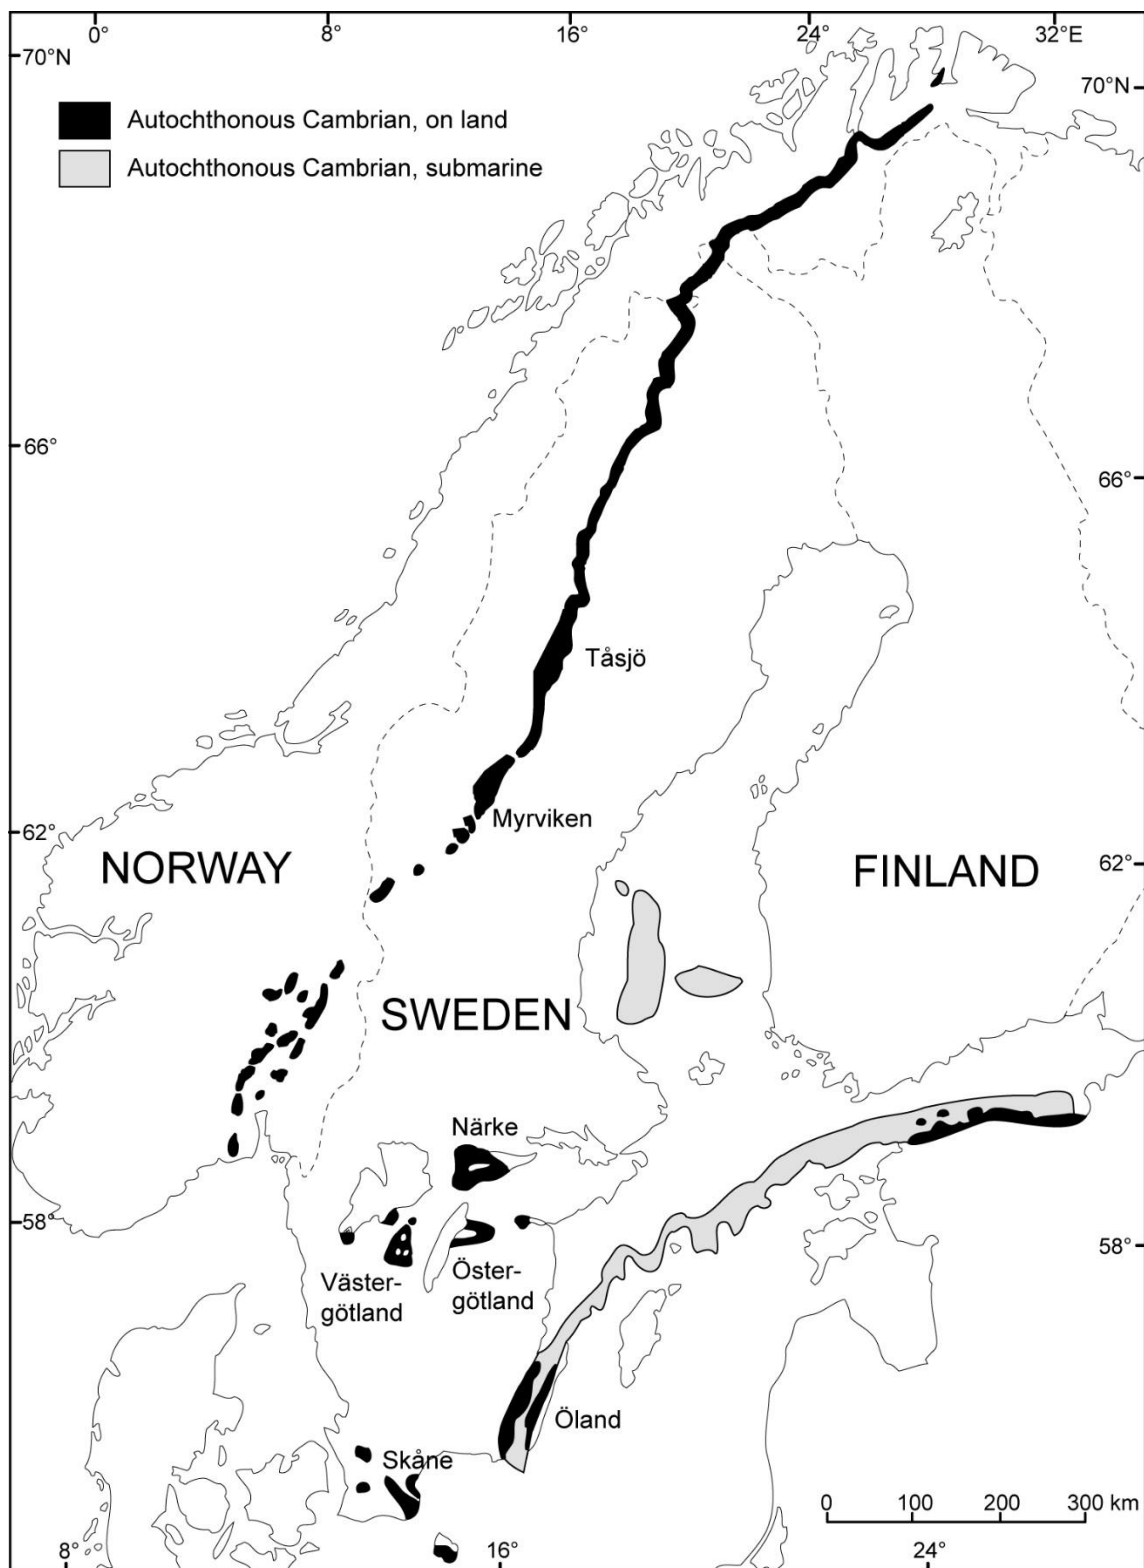 0° 8° 16° 24° 32°E
70°N
70°N
Autochthonous Cambrian, on land
Autochthonous Cambrian, submarine
66°
66°
Tåsjö
Myrviken
62°
62°
NORWAY
FINLAND
SWEDEN
Närke
58°
58°
Väster-
götland
Öster-
götland
Öland
Skåne
0 100 200 300 km
8° 16° 24°